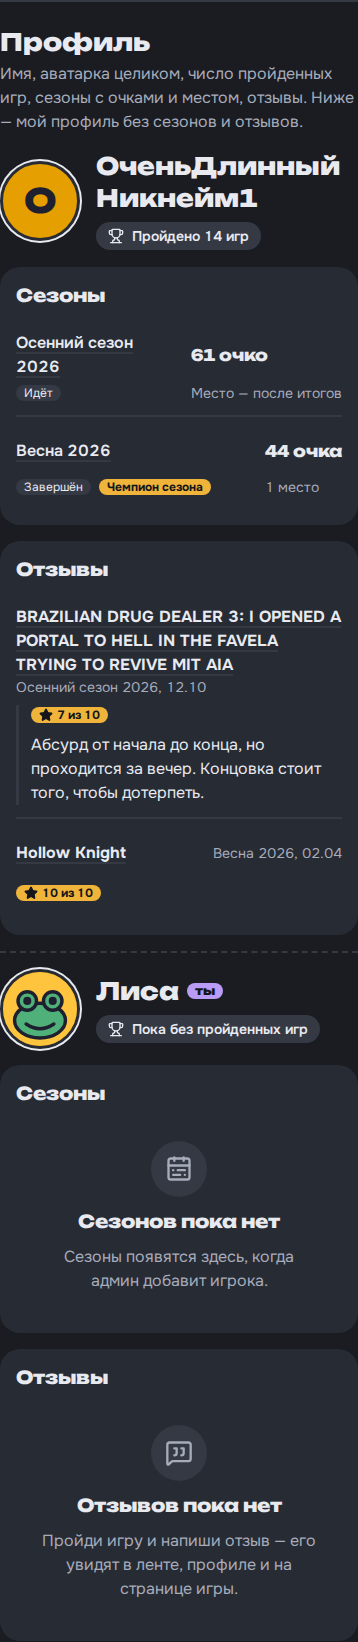 Профиль
Имя, аватарка целиком, число пройденных
игр, сезоны с очками и местом, отзывы. Ниже
— мой профиль без сезонов и отзывов.
О
ОченьДлинный
Никнейм1
Пройдено 14 игр
Сезоны
Осенний сезон
2026
61 очко
Идёт
Место — после итогов
Весна 2026
44 очка
Завершён
Чемпион сезона
1 место
Отзывы
BRAZILIAN DRUG DEALER 3: I OPENED A
PORTAL TO HELL IN THE FAVELA
TRYING TO REVIVE MIT AIA
Осенний сезон 2026, 12.10
7 из 10
Абсурд от начала до конца, но
проходится за вечер. Концовка стоит
того, чтобы дотерпеть.
Hollow Knight
Весна 2026, 02.04
10 из 10
Лиса
ты
Пока без пройденных игр
Сезоны
Сезонов пока нет
Сезоны появятся здесь, когда
админ добавит игрока.
Отзывы
Отзывов пока нет
Пройди игру и напиши отзыв — его
увидят в ленте, профиле и на
странице игры.